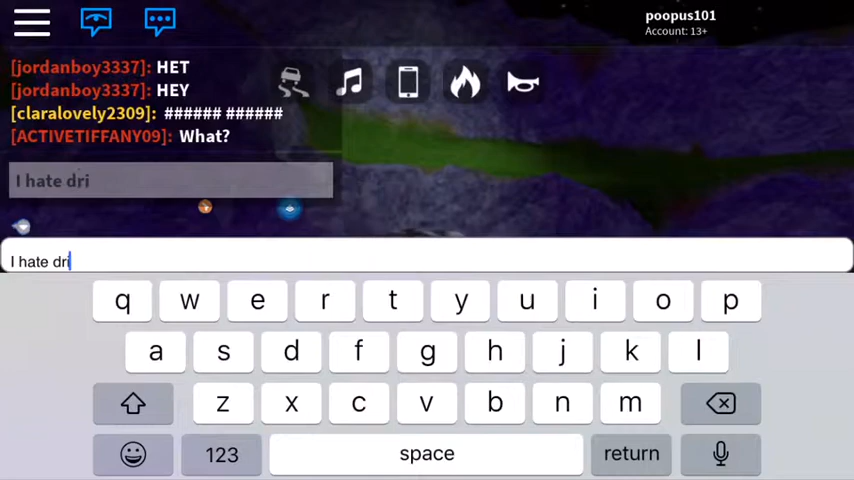 poopus101
Account: 13+
[jordanboy3337]: HET
[jordanboy3337]: HEY
[claralovely2309]: ###### ######
[ACTIVETIFFANY09]: What?
I hate dri
I hate dri
q w e r t y u i o p
a s d f g h j k l
z x c v b n m
123 space return